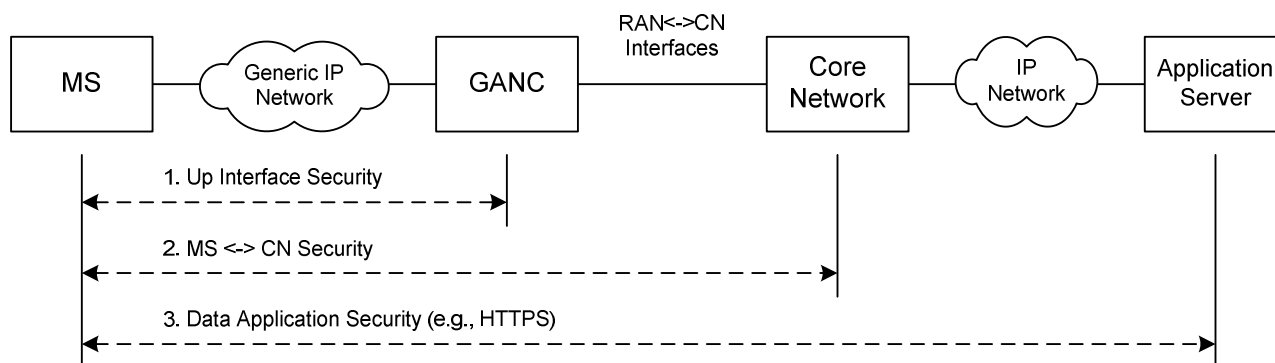 RAN<->CN
Interfaces
MS
Generic IP
Network
GANC
Core
Network
IP
Network
Application
Server
1. Up Interface Security
2. MS <-> CN Security
3. Data Application Security (e.g., HTTPS)